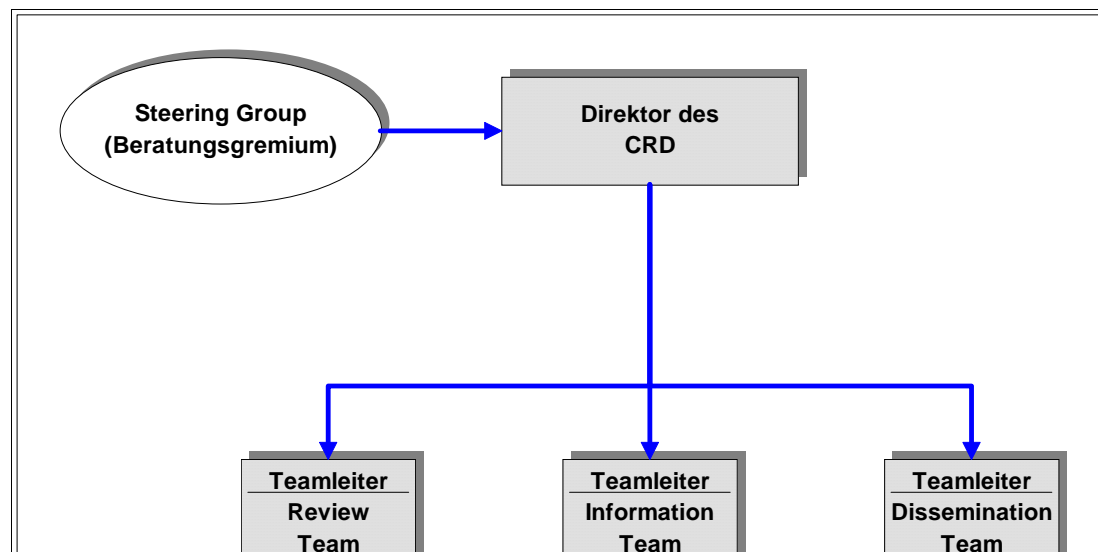 Steering Group
(Beratungsgremium)
Direktor des
CRD
Teamleiter
Review
Team
Teamleiter
Information
Team
Teamleiter
Dissemination
Team